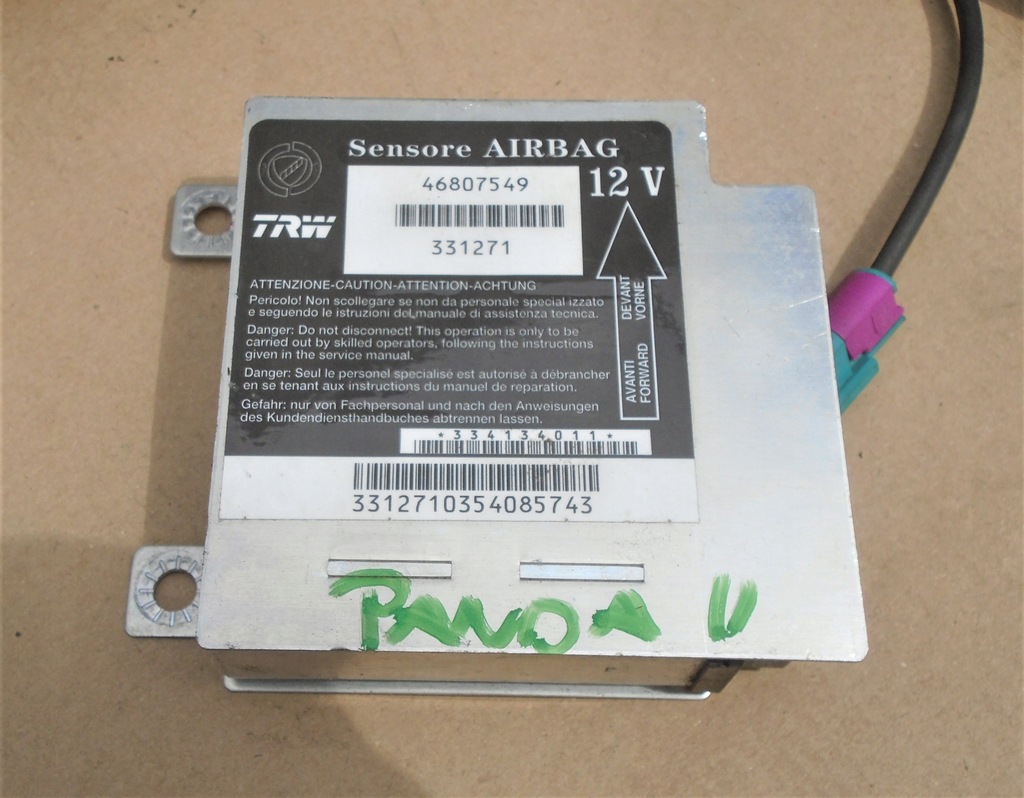 Sensore AIRBAG
46807549
12 V
TRW
331271
ATTENZIONE-CAUTION-ATTENTION-ACHTUNG
Pericolo! Non scollegare se non da personale specializzato
e seguendo le istruzioni del manuale di assistenza tecnica.
Danger: Do not disconnect! This operation is only to be
carried out by skilled operators, following the instructions
given in the service manual.
Danger: Seul le personel specialisé est autorisé à débrancher
en se tenant aux instructions du manuel de reparation.
Gefahr: nur von Fachpersonal und nach den Anweisungen
des Kundendiensthandbuches abtrennen lassen.
AVANTI DEVANT
FORWARD VORNE
*334134011*
3312710354085743
PANDA U